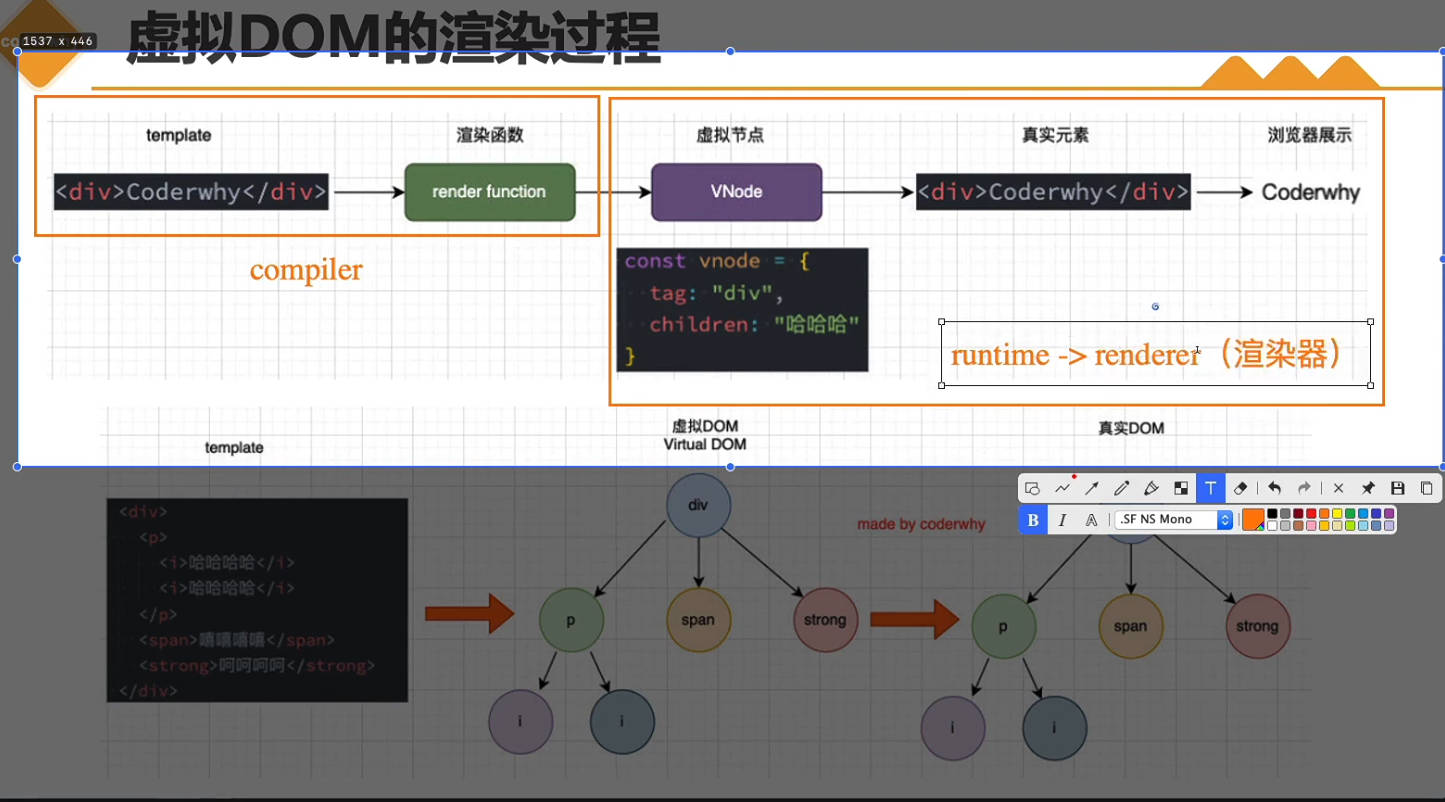 虚拟DOM的渲染过程
1537 x 446
template
渲染函数
虚拟节点
真实元素
浏览器展示
<div>Coderwhy</div>
render function
VNode
<div>Coderwhy</div>
Coderwhy
compiler
const vnode = {
tag: "div",
children: "哈哈哈"
}
runtime -> renderer（渲染器）
template
虚拟DOM
Virtual DOM
真实DOM
<div>
<p>
<i>哈哈哈哈</i>
<i>哈哈哈哈</i>
</p>
<span>嘻嘻嘻嘻</span>
<strong>呵呵呵呵</strong>
</div>
div
p
span
strong
i
i
made by coderwhy
p
span
strong
i
i
T
B
I
A
.SF NS Mono